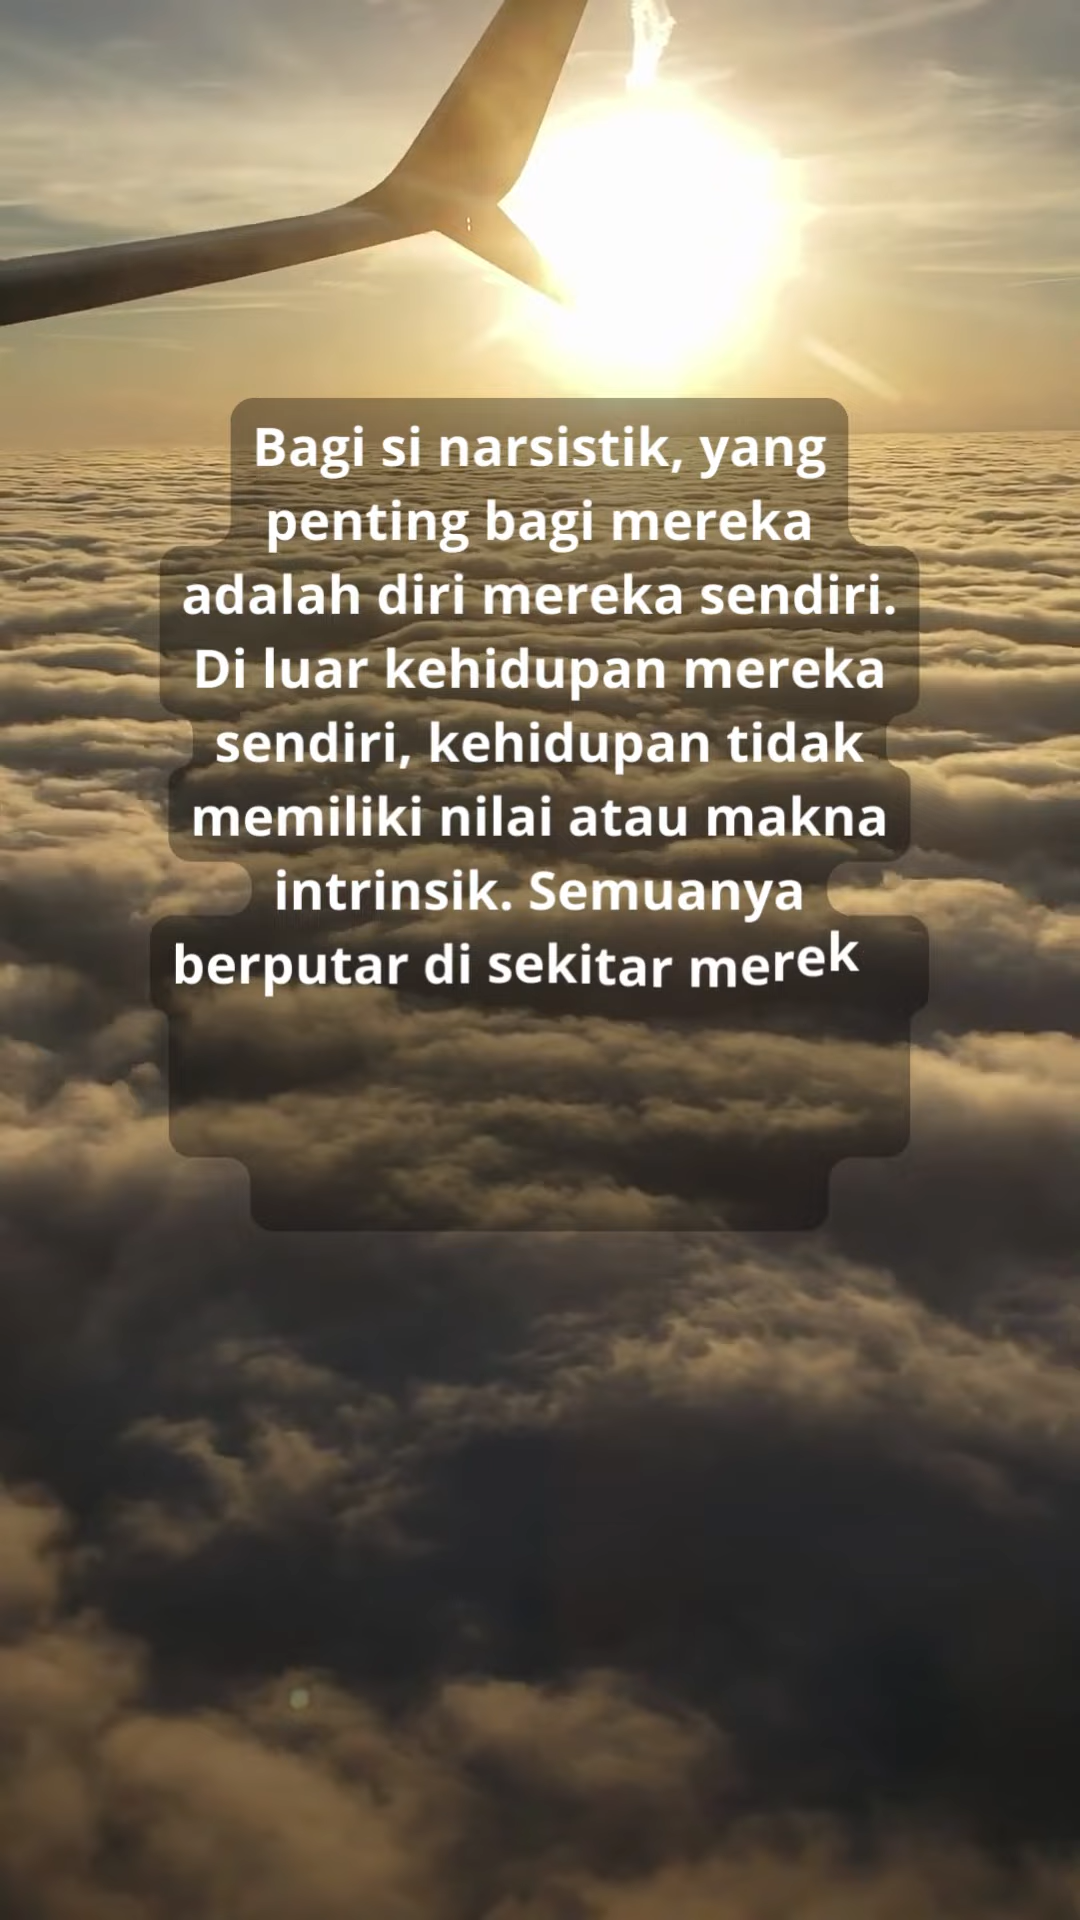 Bagi si narsistik, yang
penting bagi mereka
adalah diri mereka sendiri.
Di luar kehidupan mereka
sendiri, kehidupan tidak
memiliki nilai atau makna
intrinsik. Semuanya
berputar di sekitar merek